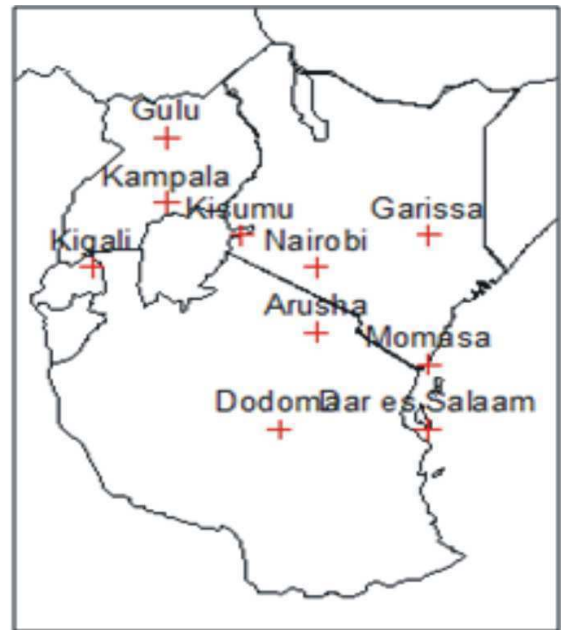 Gulu
Kampala
Kisumu
Garissa
Kigali
Nairobi
Arusha
Momasa
Dodoma
Dar es Salaam